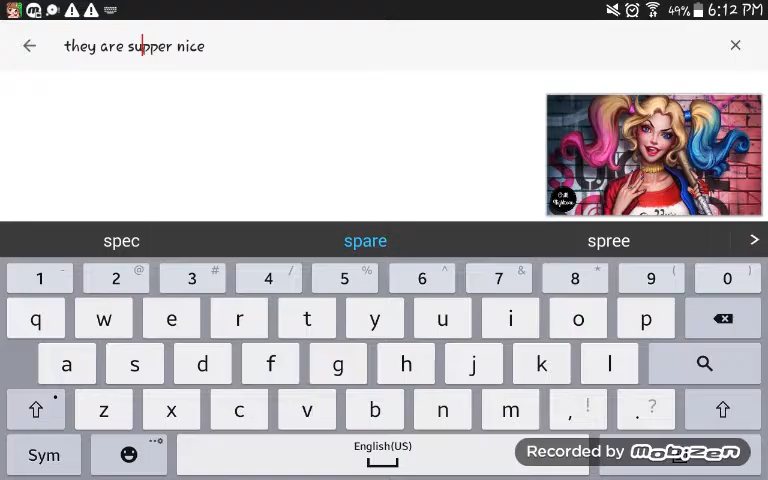 49% 6:12 PM
they are supper nice
spec spare spree >
1 - 2 @ 3 # 4 / 5 % 6 ^ 7 & 8 * 9 ( 0 )
q w e r t y u i o p
a s d f g h j k l
z x c v b n m , ! . ?
Sym English(US)
Recorded by mobizen